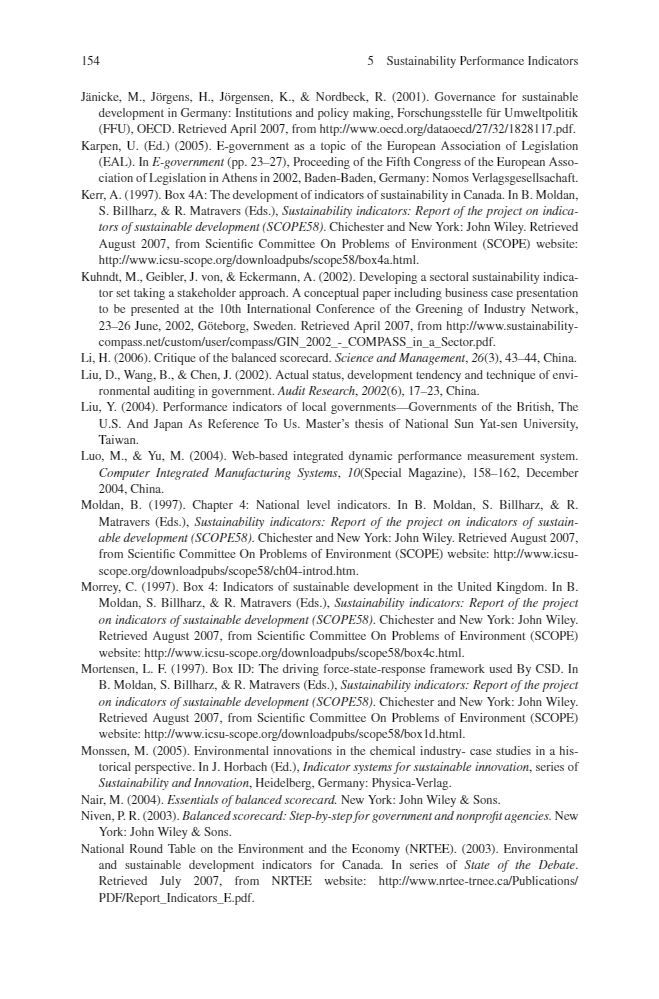 154
5 Sustainability Performance Indicators
Jänicke, M., Jörgens, H., Jörgensen, K., & Nordbeck, R. (2001). Governance for sustainable
development in Germany: Institutions and policy making, Forschungsstelle für Umweltpolitik
(FFU), OECD. Retrieved April 2007, from http://www.oecd.org/dataoecd/27/32/1828117.pdf.
Karpen, U. (Ed.) (2005). E-government as a topic of the European Association of Legislation
(EAL). In E-government (pp. 23–27), Proceeding of the Fifth Congress of the European Asso-
ciation of Legislation in Athens in 2002, Baden-Baden, Germany: Nomos Verlagsgesellsachaft.
Kerr, A. (1997). Box 4A: The development of indicators of sustainability in Canada. In B. Moldan,
S. Billharz, & R. Matravers (Eds.), Sustainability indicators: Report of the project on indica-
tors of sustainable development (SCOPE58). Chichester and New York: John Wiley. Retrieved
August 2007, from Scientific Committee On Problems of Environment (SCOPE) website:
http://www.icsu-scope.org/downloadpubs/scope58/box4a.html.
Kuhndt, M., Geibler, J. von, & Eckermann, A. (2002). Developing a sectoral sustainability indica-
tor set taking a stakeholder approach. A conceptual paper including business case presentation
to be presented at the 10th International Conference of the Greening of Industry Network,
23–26 June, 2002, Göteborg, Sweden. Retrieved April 2007, from http://www.sustainability-
compass.net/custom/user/compass/GIN_2002_-_COMPASS_in_a_Sector.pdf.
Li, H. (2006). Critique of the balanced scorecard. Science and Management, 26(3), 43–44, China.
Liu, D., Wang, B., & Chen, J. (2002). Actual status, development tendency and technique of envi-
ronmental auditing in government. Audit Research, 2002(6), 17–23, China.
Liu, Y. (2004). Performance indicators of local governments—Governments of the British, The
U.S. And Japan As Reference To Us. Master's thesis of National Sun Yat-sen University,
Taiwan.
Luo, M., & Yu, M. (2004). Web-based integrated dynamic performance measurement system.
Computer Integrated Manufacturing Systems, 10(Special Magazine), 158–162, December
2004, China.
Moldan, B. (1997). Chapter 4: National level indicators. In B. Moldan, S. Billharz, & R.
Matravers (Eds.), Sustainability indicators: Report of the project on indicators of sustain-
able development (SCOPE58). Chichester and New York: John Wiley. Retrieved August 2007,
from Scientific Committee On Problems of Environment (SCOPE) website: http://www.icsu-
scope.org/downloadpubs/scope58/ch04-introd.htm.
Morrey, C. (1997). Box 4: Indicators of sustainable development in the United Kingdom. In B.
Moldan, S. Billharz, & R. Matravers (Eds.), Sustainability indicators: Report of the project
on indicators of sustainable development (SCOPE58). Chichester and New York: John Wiley.
Retrieved August 2007, from Scientific Committee On Problems of Environment (SCOPE)
website: http://www.icsu-scope.org/downloadpubs/scope58/box4c.html.
Mortensen, L. F. (1997). Box ID: The driving force-state-response framework used By CSD. In
B. Moldan, S. Billharz, & R. Matravers (Eds.), Sustainability indicators: Report of the project
on indicators of sustainable development (SCOPE58). Chichester and New York: John Wiley.
Retrieved August 2007, from Scientific Committee On Problems of Environment (SCOPE)
website: http://www.icsu-scope.org/downloadpubs/scope58/box1d.html.
Monssen, M. (2005). Environmental innovations in the chemical industry- case studies in a his-
torical perspective. In J. Horbach (Ed.), Indicator systems for sustainable innovation, series of
Sustainability and Innovation, Heidelberg, Germany: Physica-Verlag.
Nair, M. (2004). Essentials of balanced scorecard. New York: John Wiley & Sons.
Niven, P. R. (2003). Balanced scorecard: Step-by-step for government and nonprofit agencies. New
York: John Wiley & Sons.
National Round Table on the Environment and the Economy (NRTEE). (2003). Environmental
and sustainable development indicators for Canada. In series of State of the Debate.
Retrieved July 2007, from NRTEE website: http://www.nrtee-trnee.ca/Publications/
PDF/Report_Indicators_E.pdf.